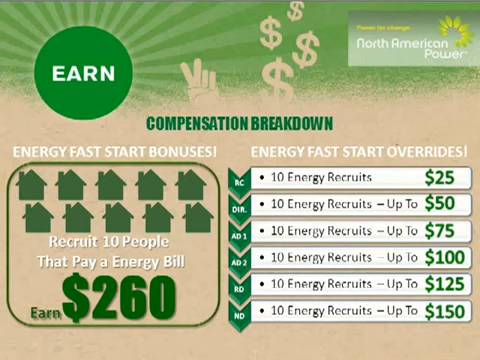 EARN
Power for change.
North American
Power
COMPENSATION BREAKDOWN
ENERGY FAST START BONUSES!
ENERGY FAST START OVERRIDES!
Recruit 10 People
That Pay a Energy Bill
Earn $260
RC • 10 Energy Recruits $25
DIR. • 10 Energy Recruits – Up To $50
AD 1 • 10 Energy Recruits – Up To $75
AD 2 • 10 Energy Recruits – Up To $100
RD • 10 Energy Recruits – Up To $125
ND • 10 Energy Recruits – Up To $150